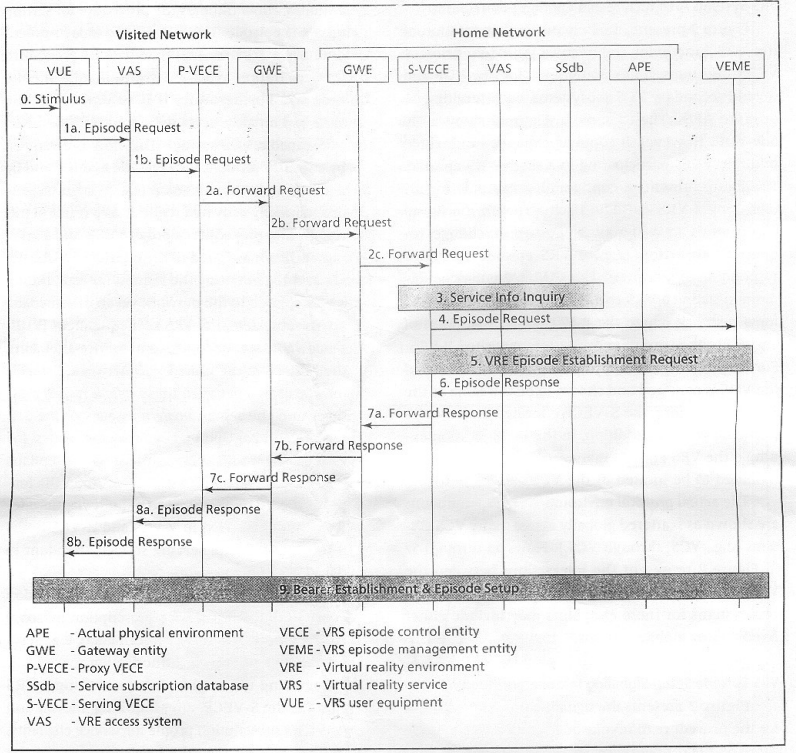 Visited Network
Home Network
VUE
VAS
P-VECE
GWE
GWE
S-VECE
VAS
SSdb
APE
VEME
0. Stimulus
1a. Episode Request
1b. Episode Request
2a. Forward Request
2b. Forward Request
2c. Forward Request
3. Service Info Inquiry
4. Episode Request
5. VRE Episode Establishment Request
6. Episode Response
7a. Forward Response
7b. Forward Response
7c. Forward Response
8a. Episode Response
8b. Episode Response
9. Bearer Establishment & Episode Setup
APE - Actual physical environment
GWE - Gateway entity
P-VECE - Proxy VECE
SSdb - Service subscription database
S-VECE - Serving VECE
VAS - VRE access system
VECE - VRS episode control entity
VEME - VRS episode management entity
VRE - Virtual reality environment
VRS - Virtual reality service
VUE - VRS user equipment